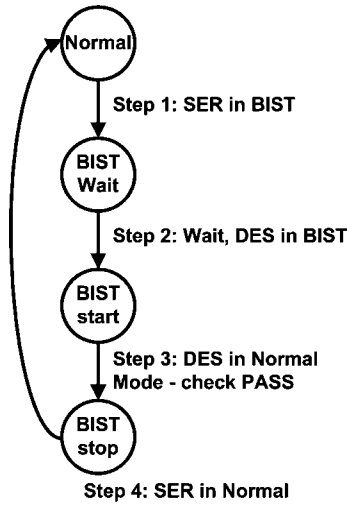 Normal
Step 1: SER in BIST
BIST
Wait
Step 2: Wait, DES in BIST
BIST
start
Step 3: DES in Normal
Mode - check PASS
BIST
stop
Step 4: SER in Normal